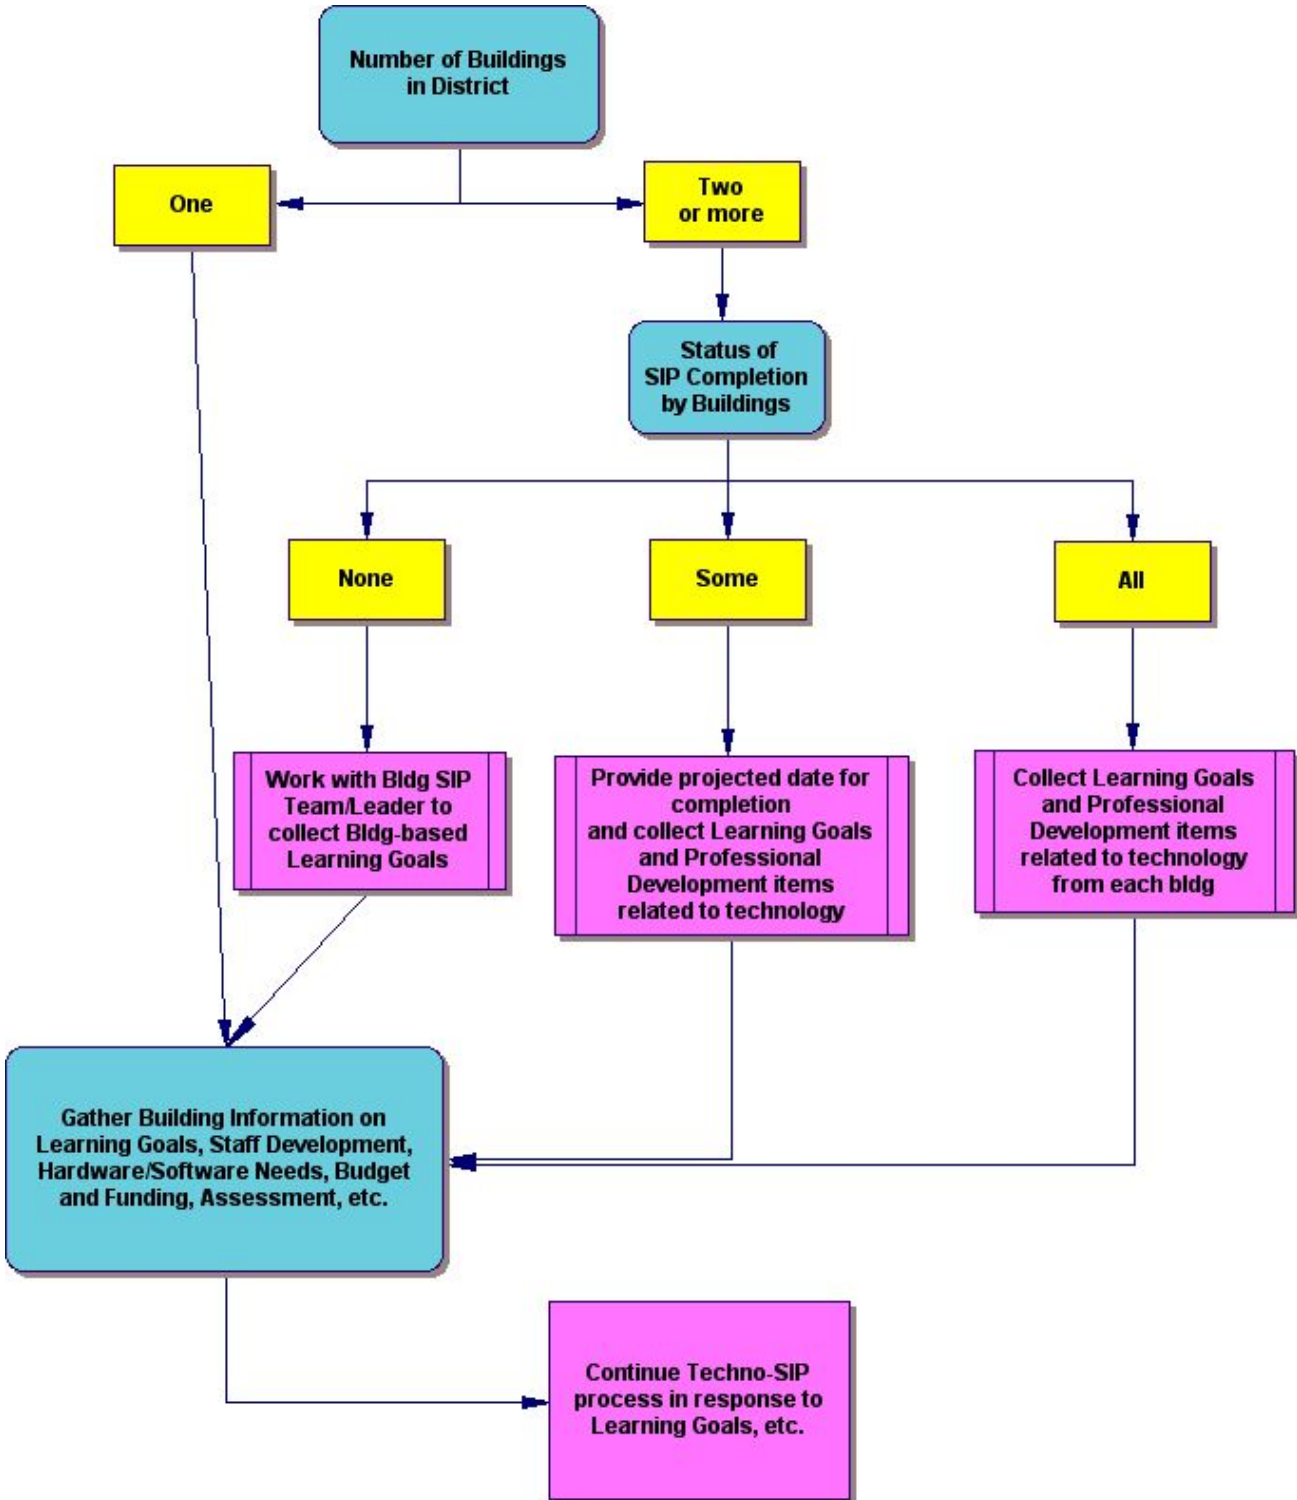 Number of Buildings
in District
One
Two
or more
Status of
SIP Completion
by Buildings
None
Some
All
Work with Bldg SIP
Team/Leader to
collect Bldg-based
Learning Goals
Provide projected date for
completion
and collect Learning Goals
and Professional
Development items
related to technology
Collect Learning Goals
and Professional
Development items
related to technology
from each bldg
Gather Building Information on
Learning Goals, Staff Development,
Hardware/Software Needs, Budget
and Funding, Assessment, etc.
Continue Techno-SIP
process in response to
Learning Goals, etc.